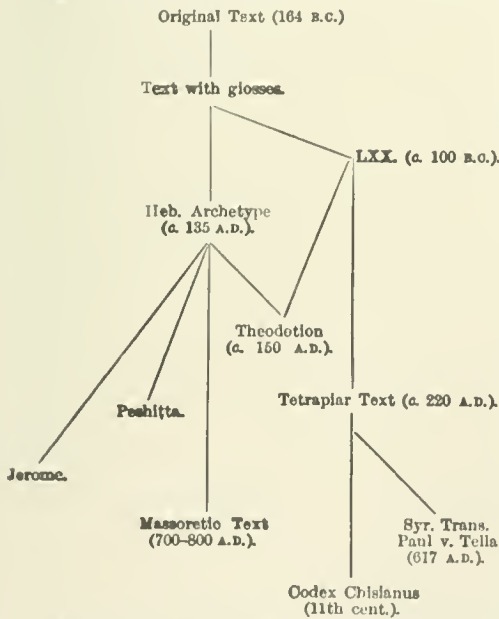 Original Text (164 B.C.)
Text with glosses.
LXX. (c. 100 B.C.).
Heb. Archetype
(c. 135 A.D.).
Theodotion
(c. 150 A.D.).
Tetraplar Text (c. 220 A.D.).
Peshitta.
Jerome.
Massoretic Text
(700–800 A.D.).
Syr. Trans.
Paul v. Tella
(617 A.D.).
Codex Chisianus
(11th cent.).